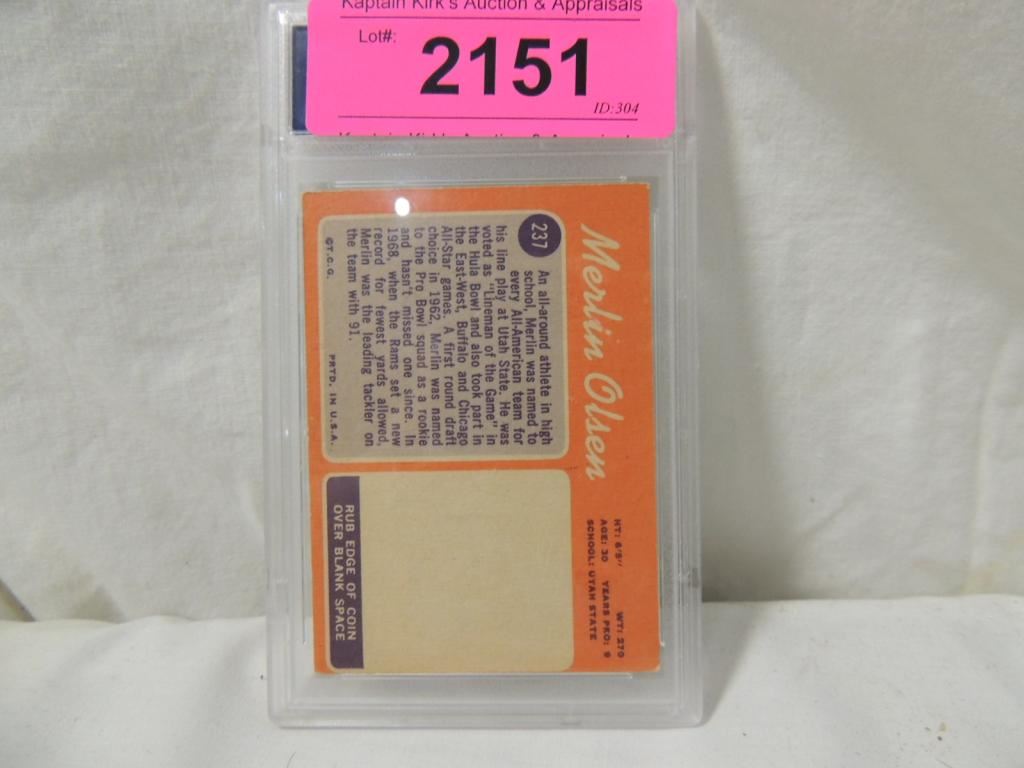 Kaptain Kirk's Auction & Appraisals
Lot#:
2151
ID:304
Merlin Olsen
HT: 6'5" WT: 270
AGE: 30 YEARS PRO: 9
SCHOOL: UTAH STATE
237
An all-around athlete in high
school, Merlin was named to
every All-American team for
his line play at Utah State. He was
voted as "Lineman of the Game" in
the Hula Bowl and also took part in
the East-West, Buffalo and Chicago
All-Star games. A first round draft
choice in 1962, Merlin was named
to the Pro Bowl squad as a rookie
and hasn't missed one since. In
1968, when the Rams set a new
record for fewest yards allowed,
Merlin was the leading tackler on
the team with 91.
©T.C.G. PRTD. IN U.S.A.
RUB EDGE OF COIN
OVER BLANK SPACE